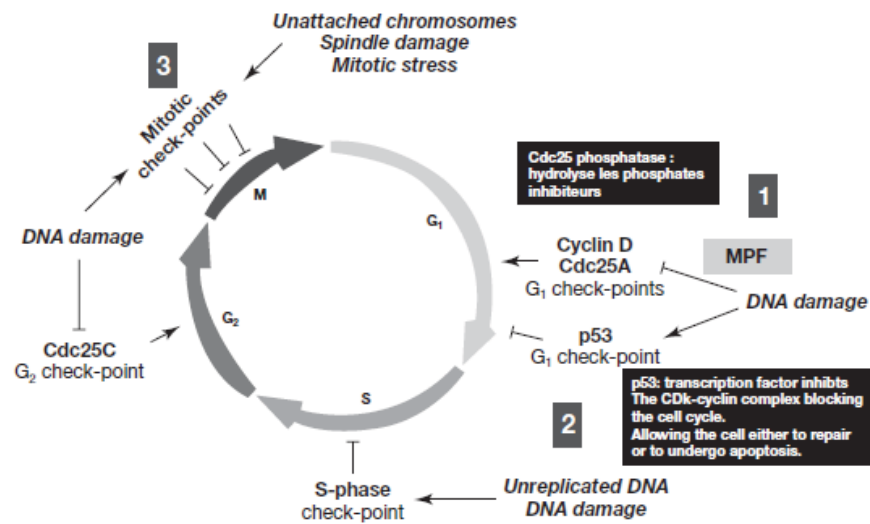 Unattached chromosomes
Spindle damage
Mitotic stress
3
Mitotic
check-points
M
Cdc25 phosphatase :
hydrolyse les phosphates
inhibiteurs
1
G₁
DNA damage
Cyclin D
Cdc25A
G₁ check-points
MPF
DNA damage
G₂
Cdc25C
G₂ check-point
p53
G₁ check-point
p53: transcription factor inhibts
The CDk-cyclin complex blocking
the cell cycle.
Allowing the cell either to repair
or to undergo apoptosis.
S
2
S-phase
check-point
Unreplicated DNA
DNA damage